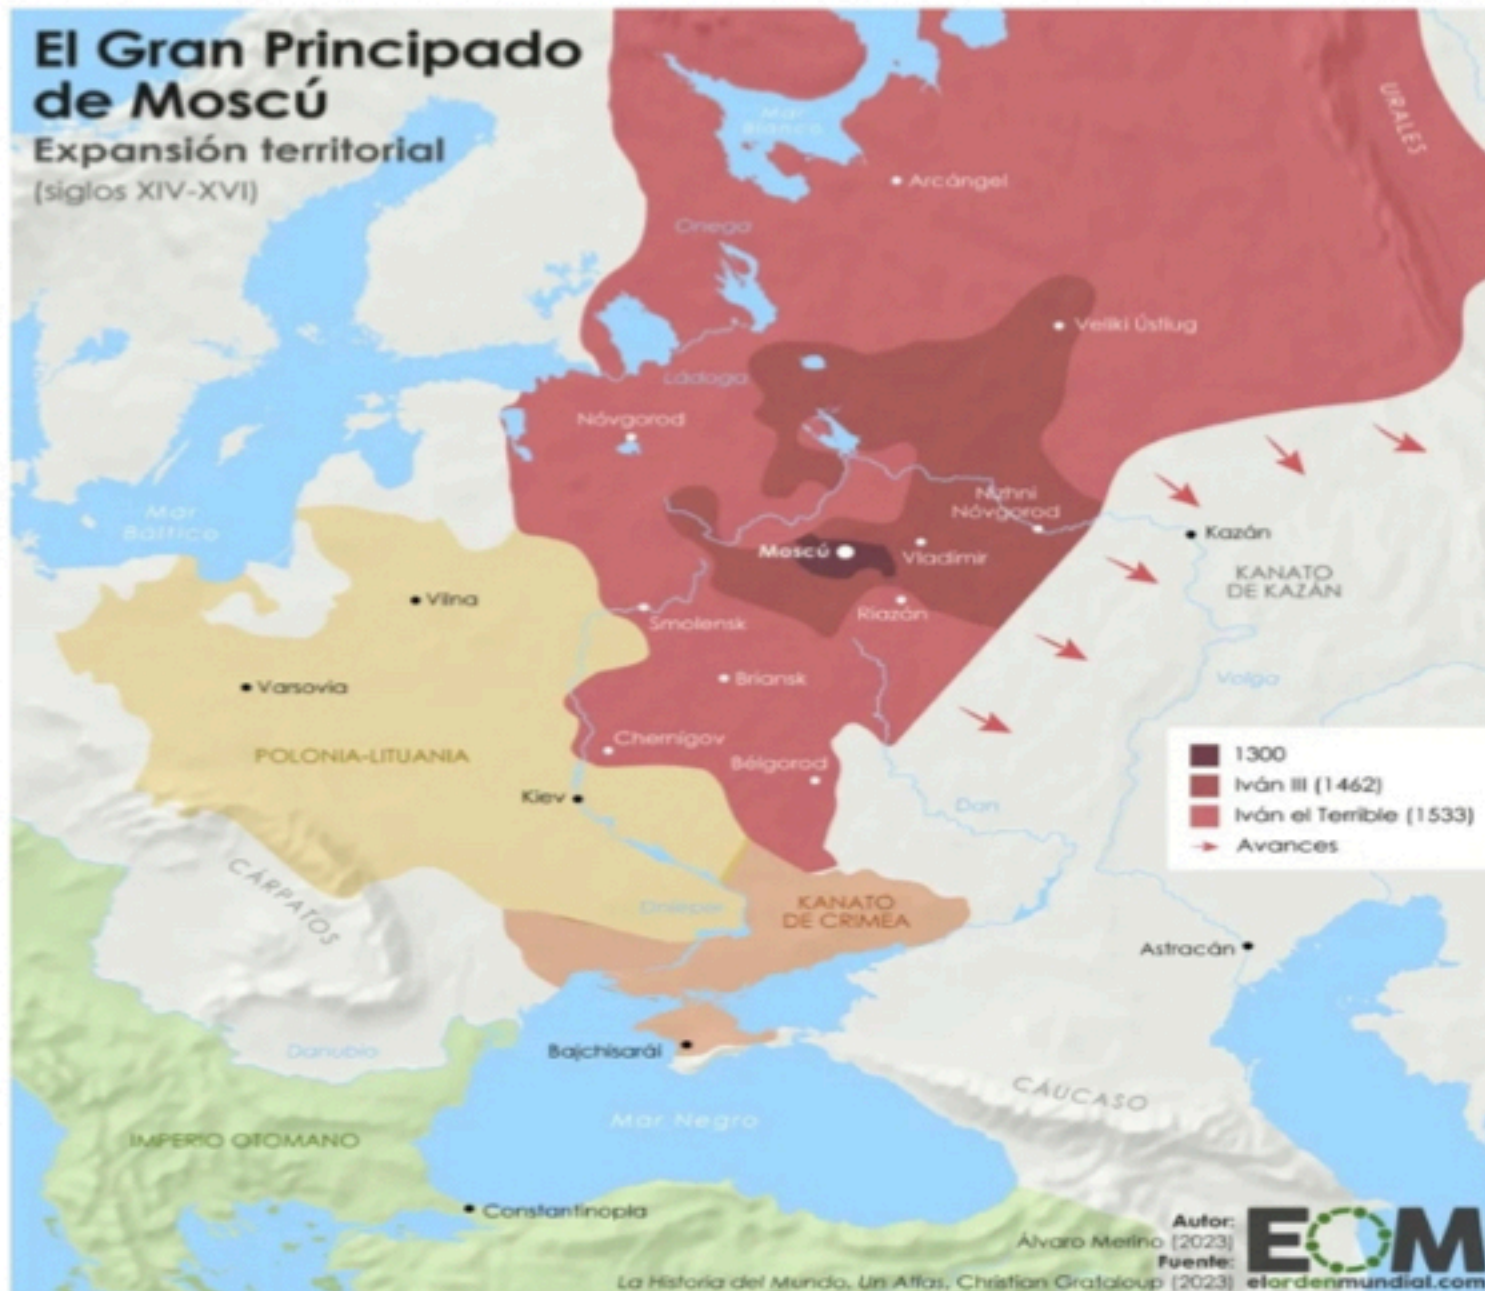 El Gran Principado
de Moscú
Expansión territorial
(siglos XIV-XVI)
URALES
Mar
Blanco
Arcángel
Onega
Veliki Ústiug
Ládoga
Nóvgorod
Nizhni
Nóvgorod
Mar
Báltico
Kazán
Moscú
Vladímir
KANATO
DE KAZÁN
Vilna
Smolensk
Riazán
Varsovia
Briansk
Volga
Chernígov
POLONIA-LITUANIA
Bélgorod
1300
Iván III (1462)
Iván el Terrible (1533)
Avances
Kiev
Don
CÁRPATOS
Dniéper
KANATO
DE CRIMEA
Astracán
Danubio
Bajchisarái
CÁUCASO
Mar Negro
IMPERIO OTOMANO
Constantinopla
Autor:
Álvaro Merino (2023)
Fuente:
La Historia del Mundo, Un Atlas, Christian Grataloup (2023)
EOM
elordenmundial.com